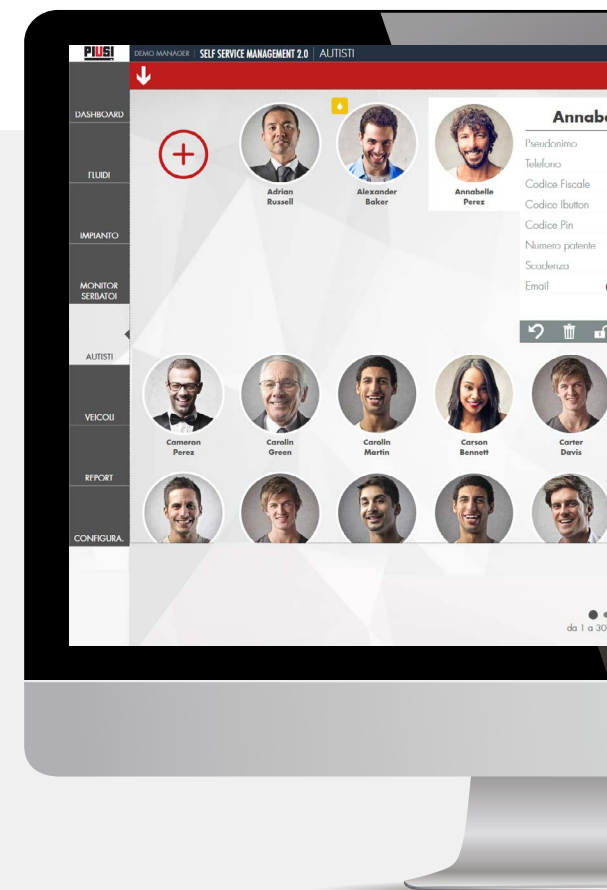 PIUSI
DEMO MANAGER | SELF SERVICE MANAGEMENT 2.0 | AUTISTI
DASHBOARD
FLUIDI
IMPIANTO
MONITOR
SERBATOI
AUTISTI
VEICOLI
REPORT
CONFIGURA.
Adrian
Russell
Alexander
Baker
Annabelle
Perez
Annabe
Pseudonimo
Telefono
Codice Fiscale
Codice Ibutton
Codice Pin
Numero patente
Scadenza
Email
Cameron
Perez
Carolin
Green
Carolin
Martin
Carson
Bennett
Carter
Davis
da 1 a 30